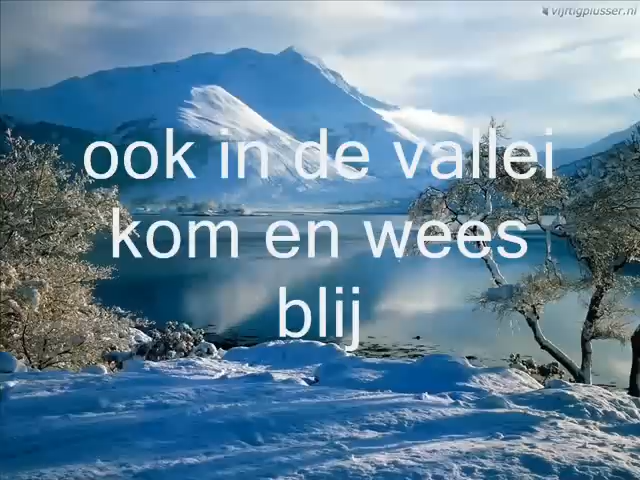 vijftigplusser.nl
ook in de vallei
kom en wees
blij